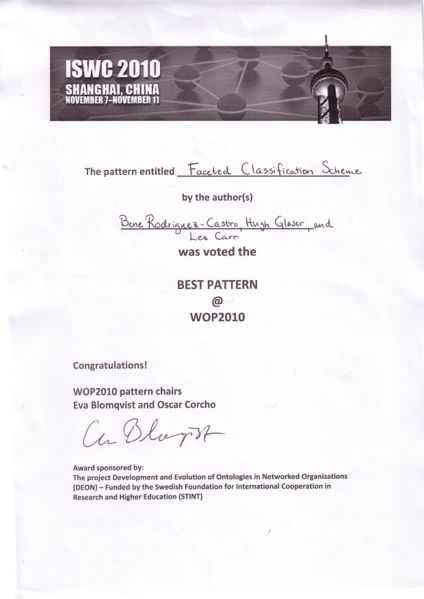 ISWC 2010
SHANGHAI, CHINA
NOVEMBER 7–NOVEMBER 11
The pattern entitled Faceted Classification Scheme
by the author(s)
Bene Rodriguez-Castro, Hugh Glaser, and
Les Carr
was voted the
BEST PATTERN
@
WOP2010
Congratulations!
WOP2010 pattern chairs
Eva Blomqvist and Oscar Corcho
Award sponsored by:
The project Development and Evolution of Ontologies in Networked Organizations
(DEON) – Funded by the Swedish Foundation for International Cooperation in
Research and Higher Education (STINT)